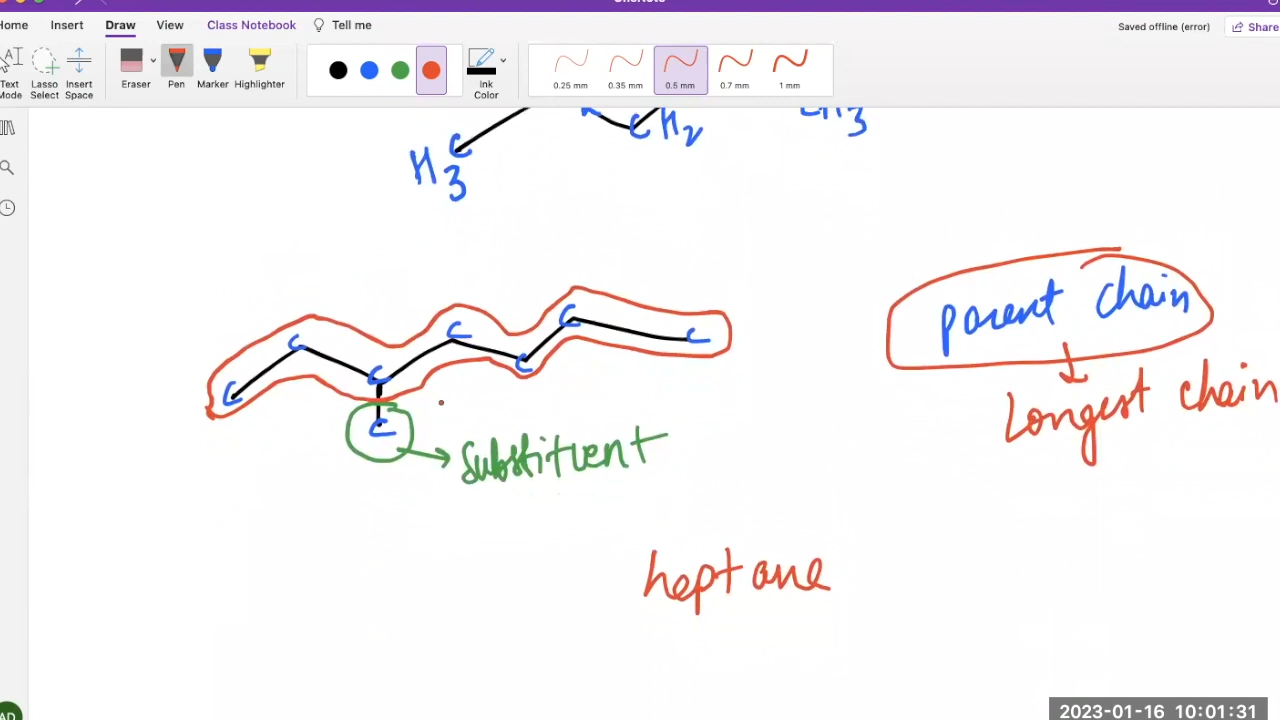 Home Insert Draw View Class Notebook Tell me
Saved offline (error) Share
Text Mode
Lasso Select
Insert Space
Eraser
Pen
Marker
Highlighter
Ink Color
0.25 mm 0.35 mm 0.5 mm 0.7 mm 1 mm
H3C
CH2
CH3
C C C C C C C
C
substituent
parent chain
Longest chain
heptane
AD
2023-01-16 10:01:31